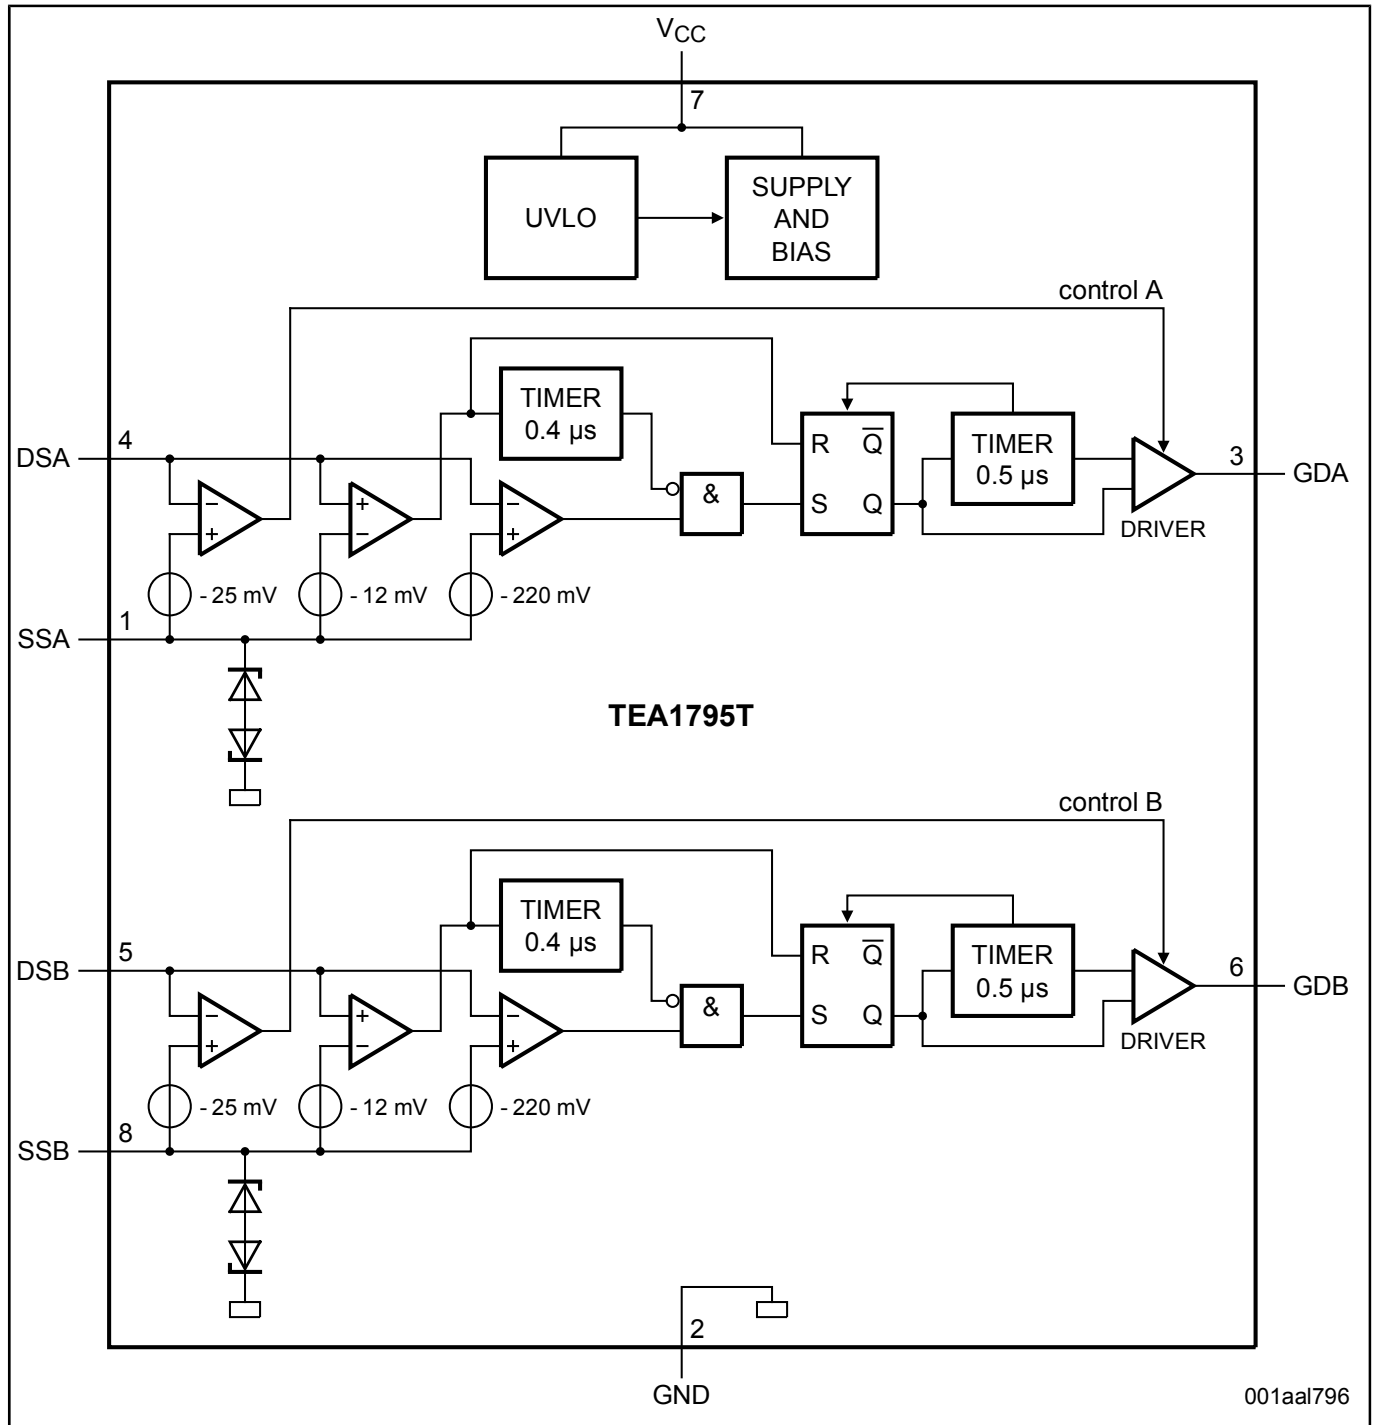 VCC
7
UVLO
SUPPLY
AND
BIAS
control A
TIMER
0.4 µs
R Q
TIMER
0.5 µs
DSA
4
- + - &
+ - +
S Q
3
GDA
DRIVER
- 25 mV
- 12 mV
- 220 mV
SSA
1
TEA1795T
control B
TIMER
0.4 µs
R Q
TIMER
0.5 µs
DSB
5
- + - &
+ - +
S Q
6
GDB
DRIVER
- 25 mV
- 12 mV
- 220 mV
SSB
8
2
GND
001aal796